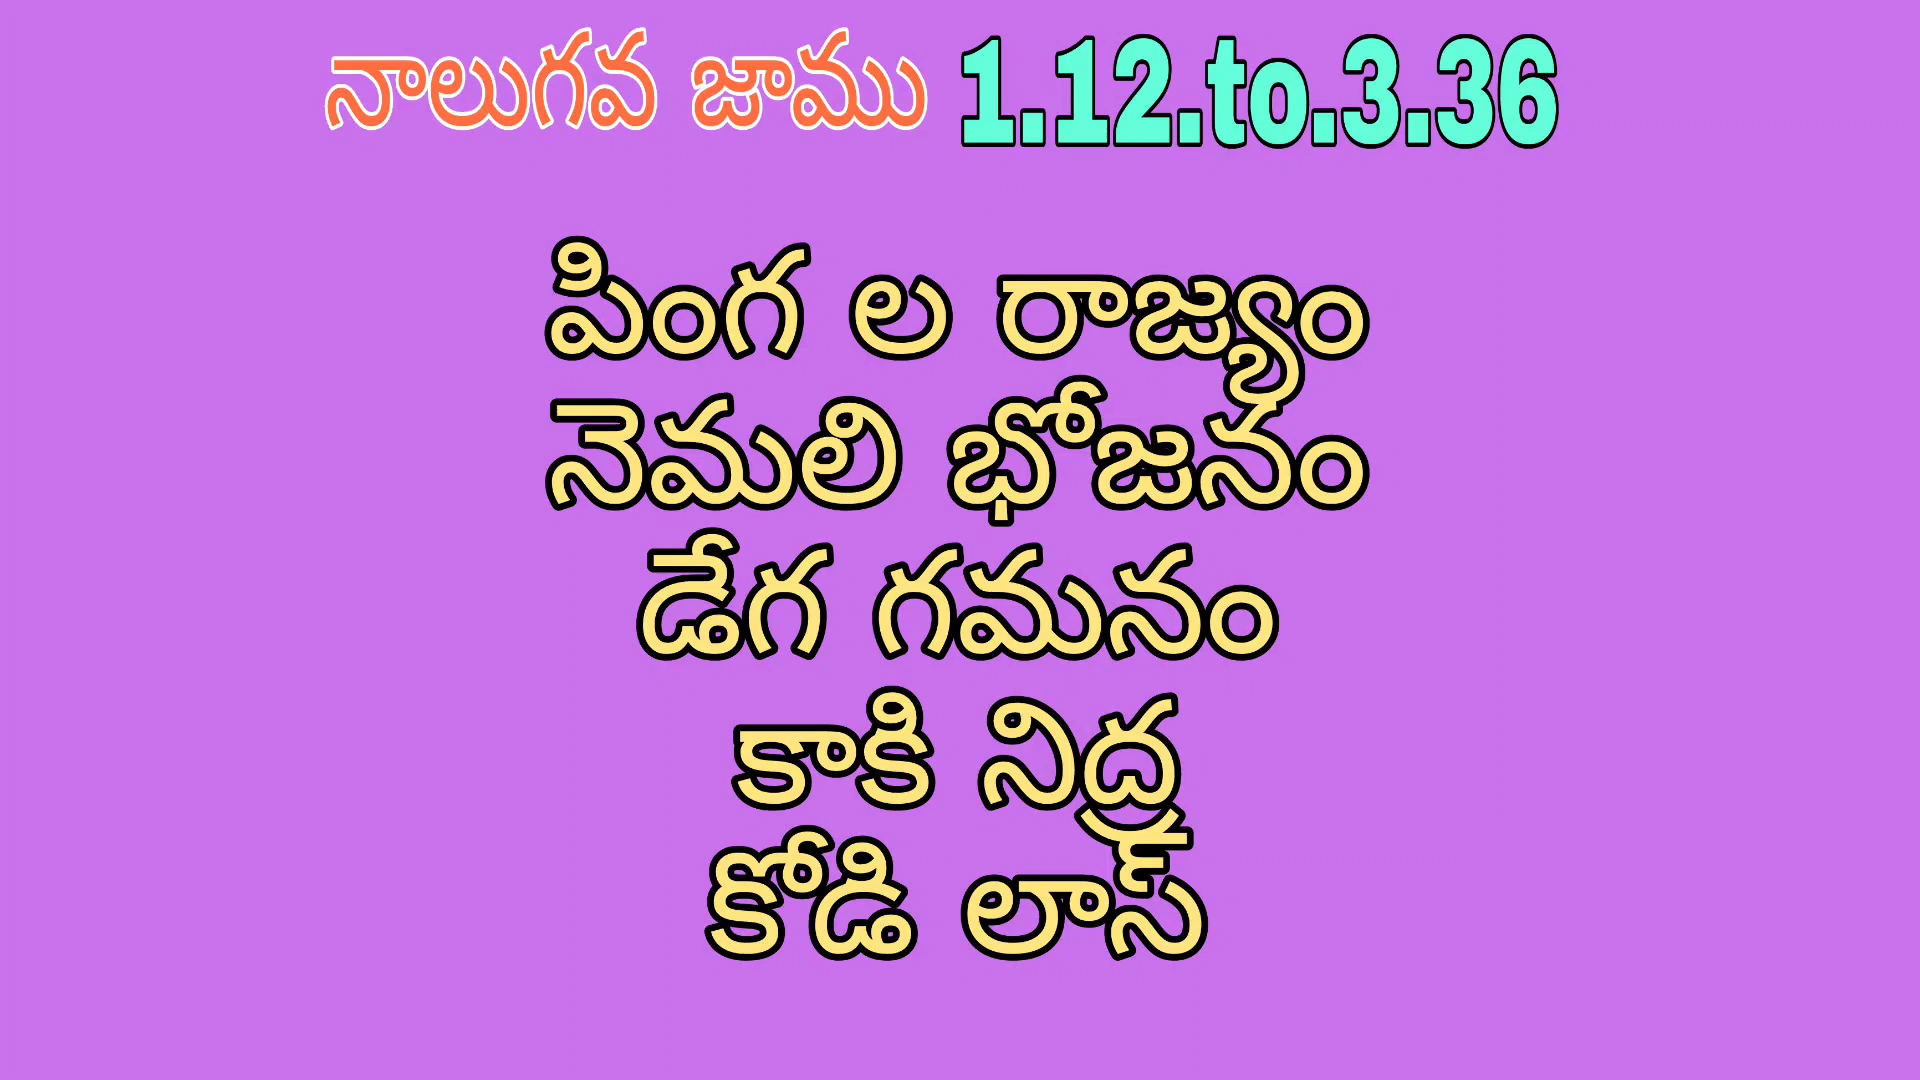 నాలుగవ జాము 1.12.to.3.36
పింగ ల రాజ్యం
నెమలి భోజనం
డేగ గమనం
కాకి నిద్ర
కోడి లాస్